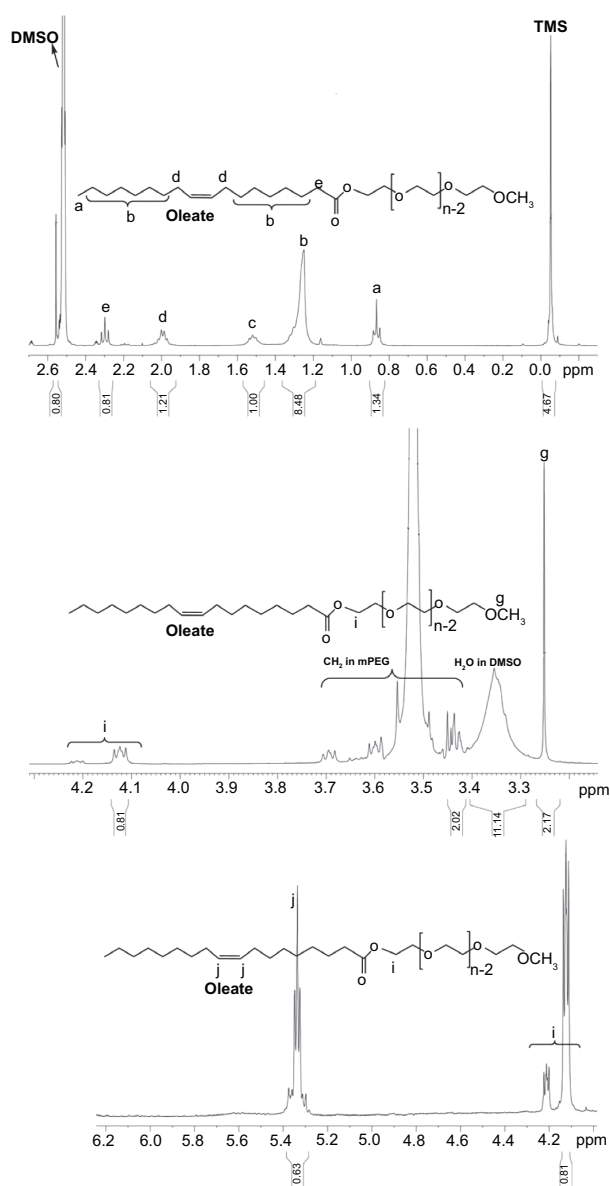 DMSO
TMS
d d e
O O O OCH3
a
b Oleate b O n-2
b
e d c a
2.6 2.4 2.2 2.0 1.8 1.6 1.4 1.2 1.0 0.8 0.6 0.4 0.2 0.0 ppm
0.80 0.81 1.21 1.00 8.48 1.34 4.67
g
O O O g
OCH3
Oleate O i n-2
CH2 in mPEG H2O in DMSO
i
4.2 4.1 4.0 3.9 3.8 3.7 3.6 3.5 3.4 3.3 ppm
0.81 2.02 11.14 2.17
j
O O O OCH3
j j O i n-2
Oleate
i
6.2 6.0 5.8 5.6 5.4 5.2 5.0 4.8 4.6 4.4 4.2 ppm
0.63 0.81